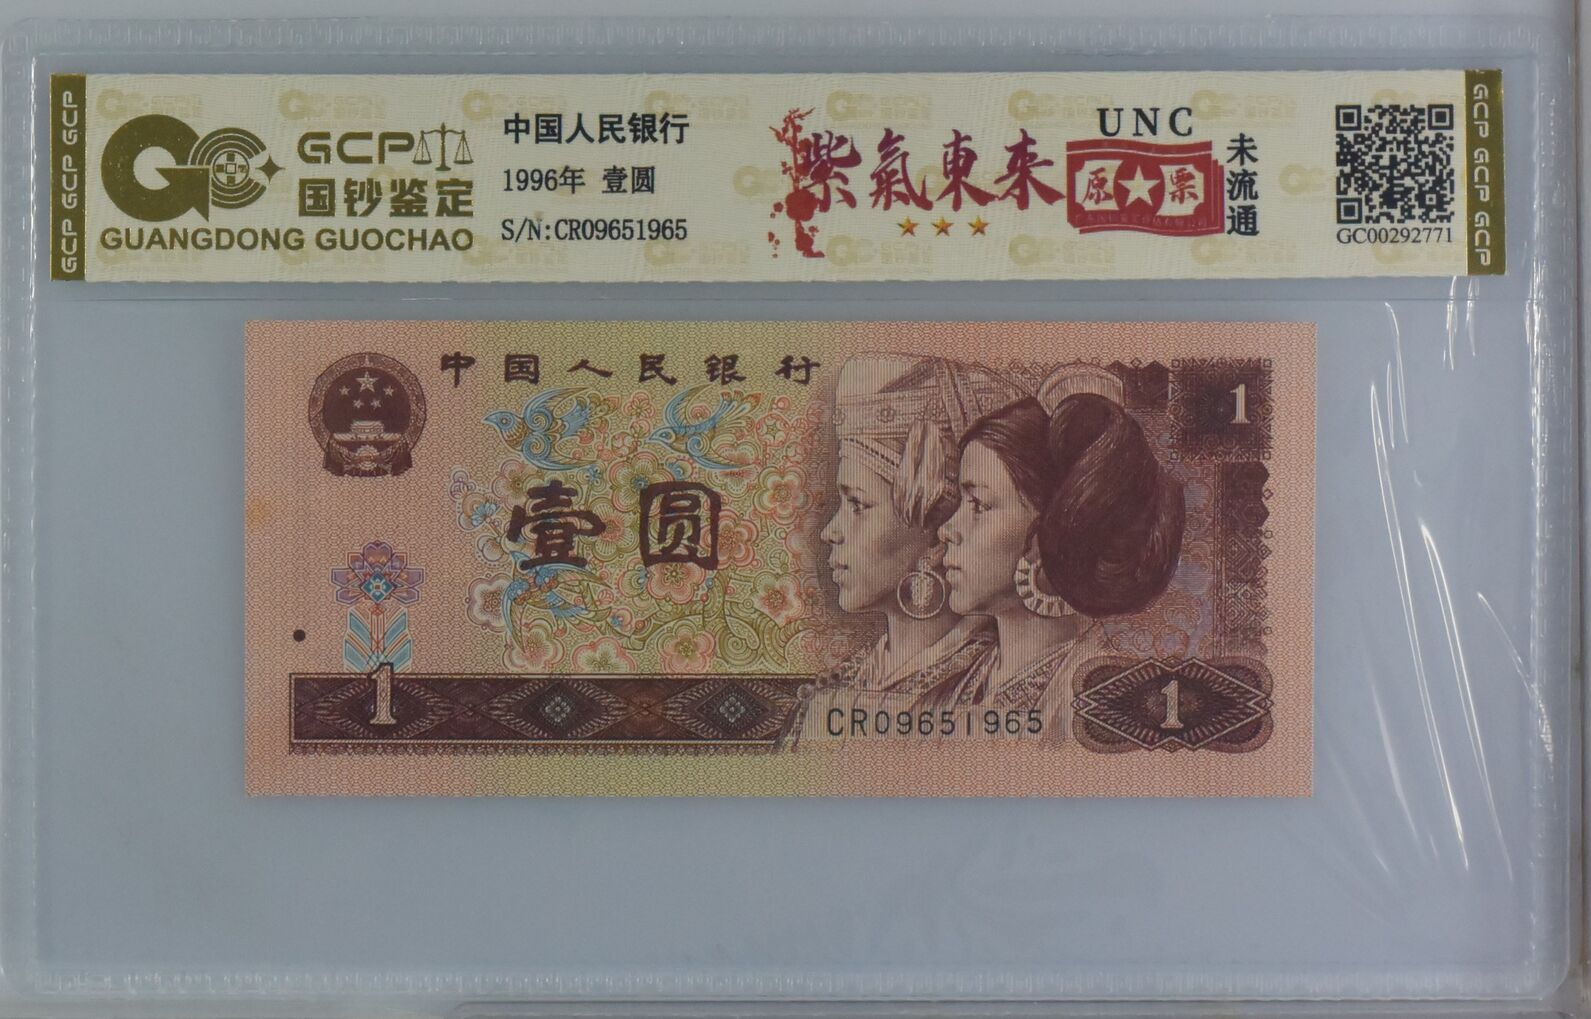 GCP GCP GCP
GCP
国钞鉴定
GUANGDONG GUOCHAO
中国人民银行
1996年 壹圆
S/N:CR09651965
紫氣東来
UNC
原票
未流通
GC00292771
GCP GCP GCP
中国人民银行
1
壹圆
1
CR09651965
1